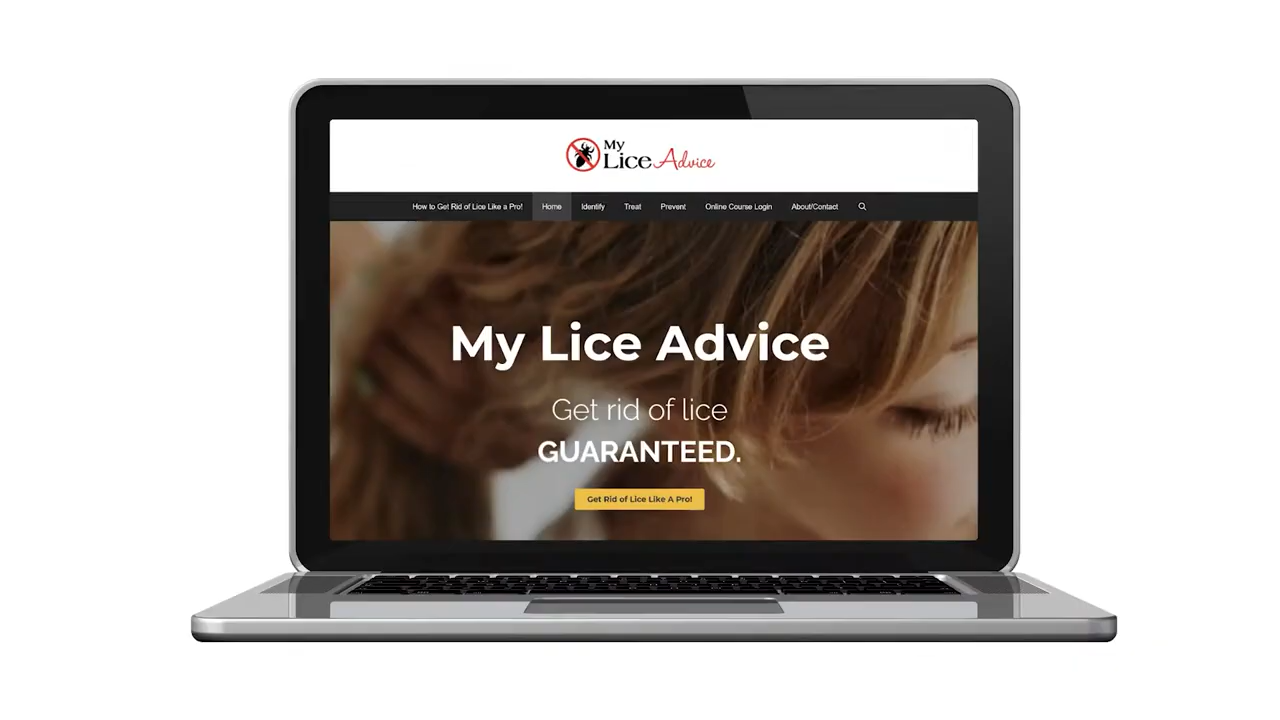 My
Lice Advice
How to Get Rid of Lice Like a Pro! Home Identify Treat Prevent Online Course Login About/Contact
My Lice Advice
Get rid of lice
GUARANTEED.
Get Rid of Lice Like A Pro!